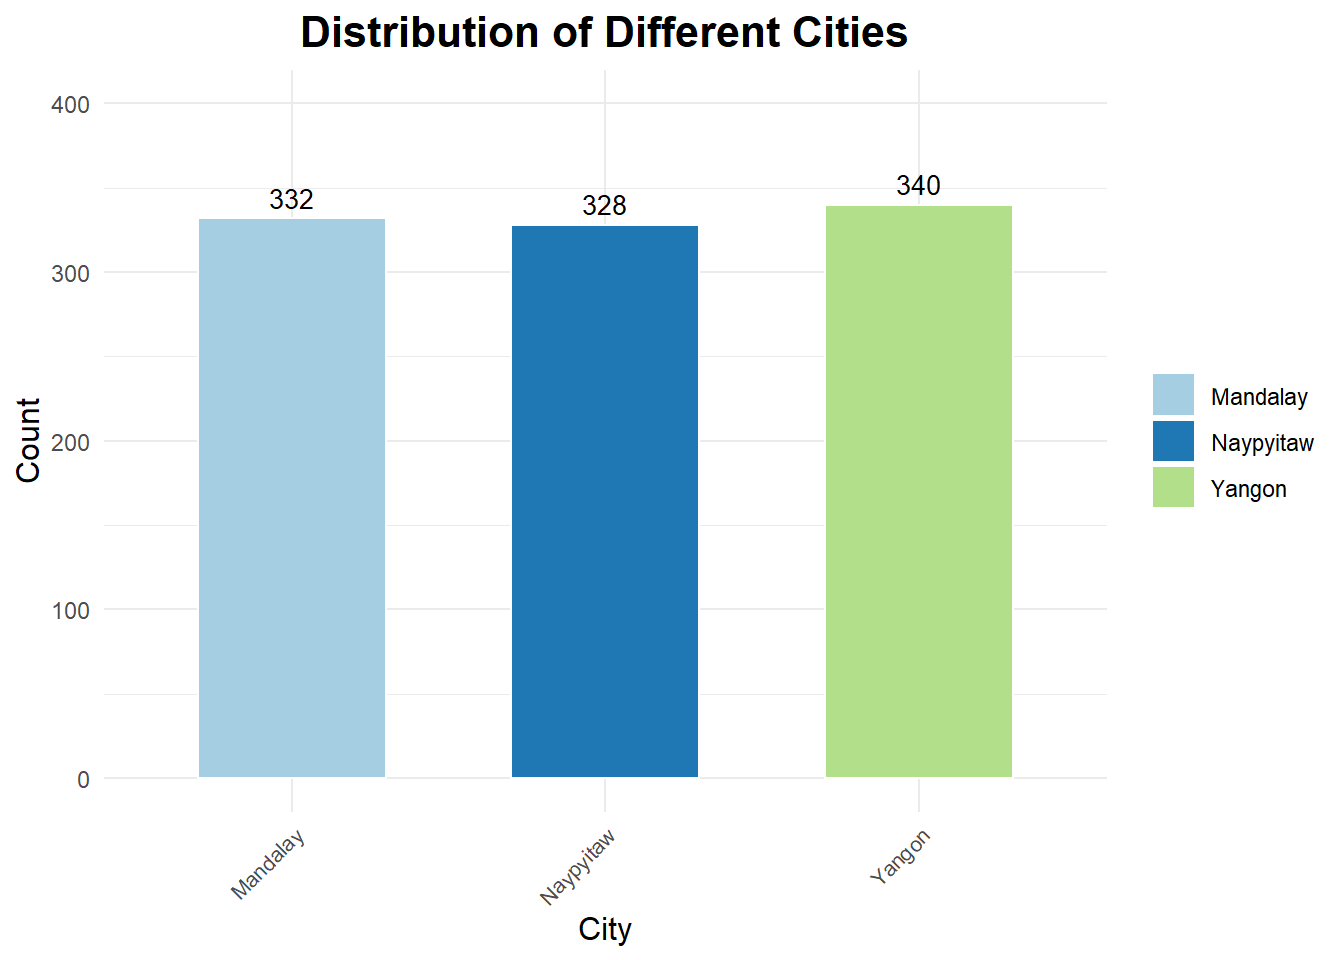 Distribution of Different Cities
400
300
200
100
0
Count
332
328
340
Mandalay
Naypyitaw
Yangon
City
Mandalay
Naypyitaw
Yangon